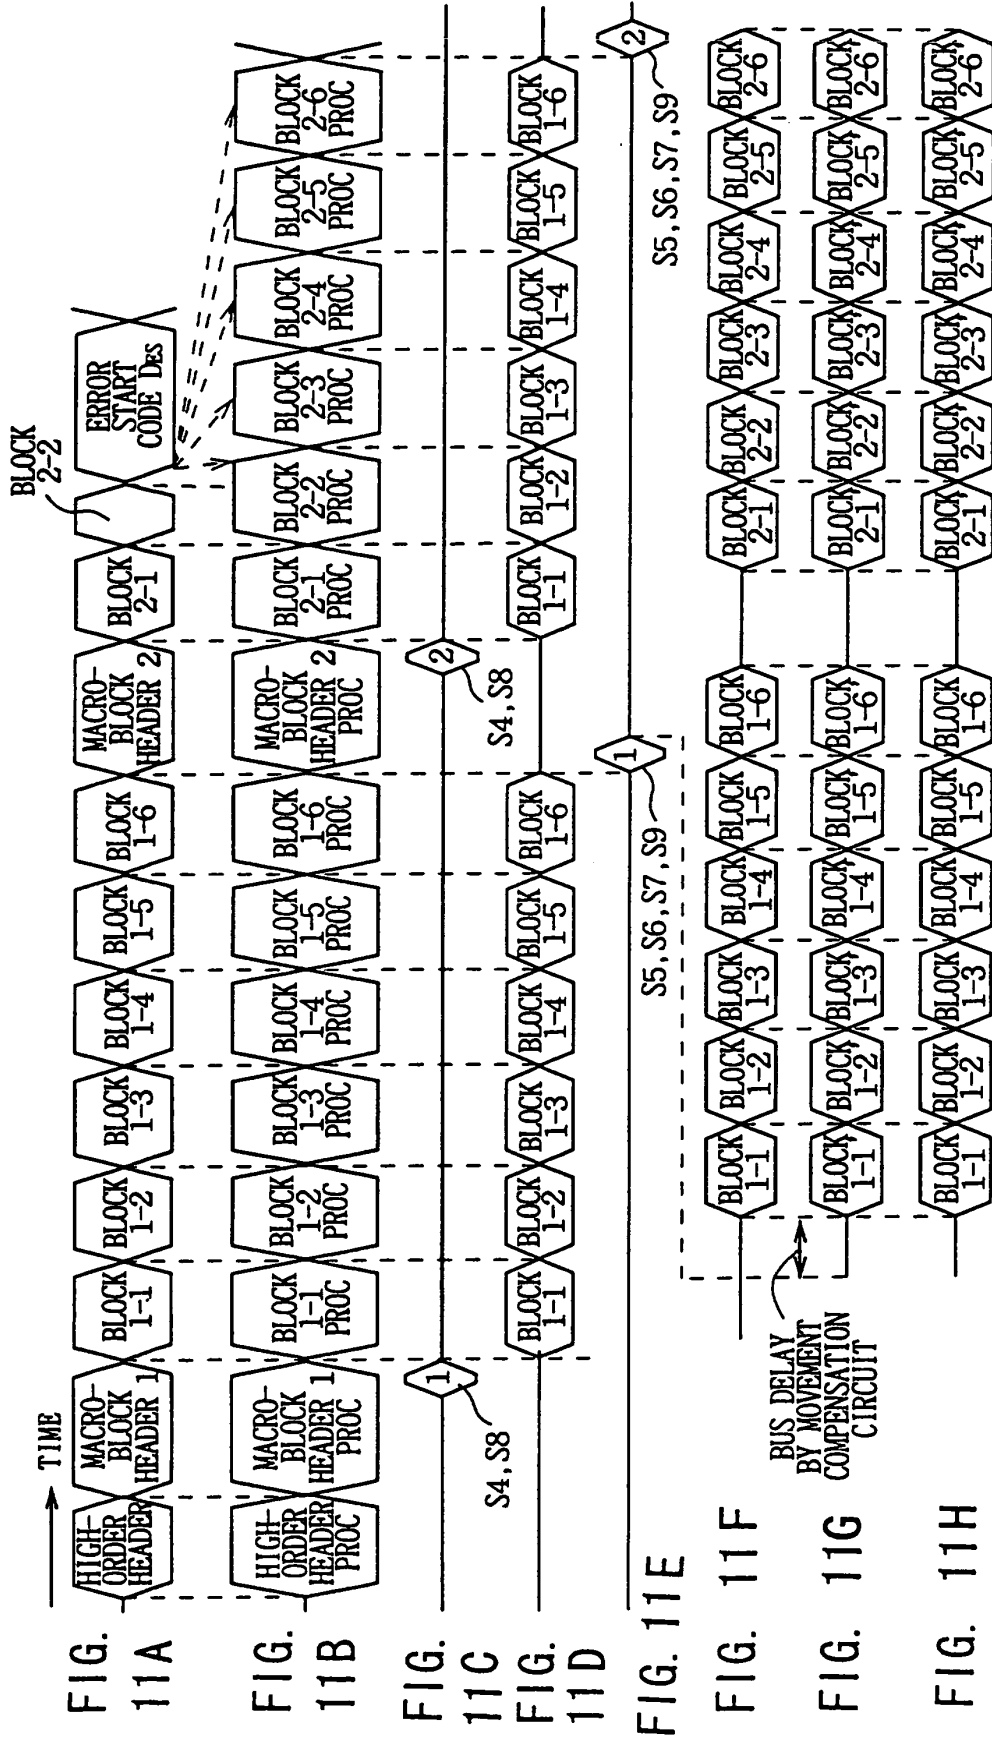 TIME
FIG. 11A
HIGH-
ORDER
HEADER
MACRO-
BLOCK
HEADER 1
BLOCK
1-1
BLOCK
1-2
BLOCK
1-3
BLOCK
1-4
BLOCK
1-5
BLOCK
1-6
MACRO-
BLOCK
HEADER 2
BLOCK
2-1
BLOCK
2-2
ERROR
START
CODE DES
FIG. 11B
HIGH-
ORDER
HEADER
PROC
MACRO-
BLOCK
HEADER 1
PROC
BLOCK
1-1
PROC
BLOCK
1-2
PROC
BLOCK
1-3
PROC
BLOCK
1-4
PROC
BLOCK
1-5
PROC
BLOCK
1-6
PROC
MACRO-
BLOCK
HEADER 2
PROC
BLOCK
2-1
PROC
BLOCK
2-2
PROC
BLOCK
2-3
PROC
BLOCK
2-4
PROC
BLOCK
2-5
PROC
BLOCK
2-6
PROC
FIG. 11C
1
S4,S8
2
S4,S8
FIG. 11D
BLOCK
1-1
BLOCK
1-2
BLOCK
1-3
BLOCK
1-4
BLOCK
1-5
BLOCK
1-6
BLOCK
1-1
BLOCK
1-2
BLOCK
1-3
BLOCK
1-4
BLOCK
1-5
BLOCK
1-6
FIG. 11E
1
S5,S6,S7,S9
2
S5,S6,S7,S9
FIG. 11F
BLOCK
1-1
BLOCK
1-2
BLOCK
1-3
BLOCK
1-4
BLOCK
1-5
BLOCK
1-6
BLOCK
2-1'
BLOCK
2-2'
BLOCK
2-3'
BLOCK
2-4'
BLOCK
2-5'
BLOCK
2-6'
BUS DELAY
BY MOVEMENT
COMPENSATION
CIRCUIT
FIG. 11G
BLOCK
1-1'
BLOCK
1-2'
BLOCK
1-3'
BLOCK
1-4'
BLOCK
1-5'
BLOCK
1-6'
BLOCK
2-1'
BLOCK
2-2'
BLOCK
2-3'
BLOCK
2-4'
BLOCK
2-5'
BLOCK
2-6'
FIG. 11H
BLOCK
1-1
BLOCK
1-2
BLOCK
1-3
BLOCK
1-4
BLOCK
1-5
BLOCK
1-6
BLOCK
2-1'
BLOCK
2-2'
BLOCK
2-3'
BLOCK
2-4'
BLOCK
2-5'
BLOCK
2-6'